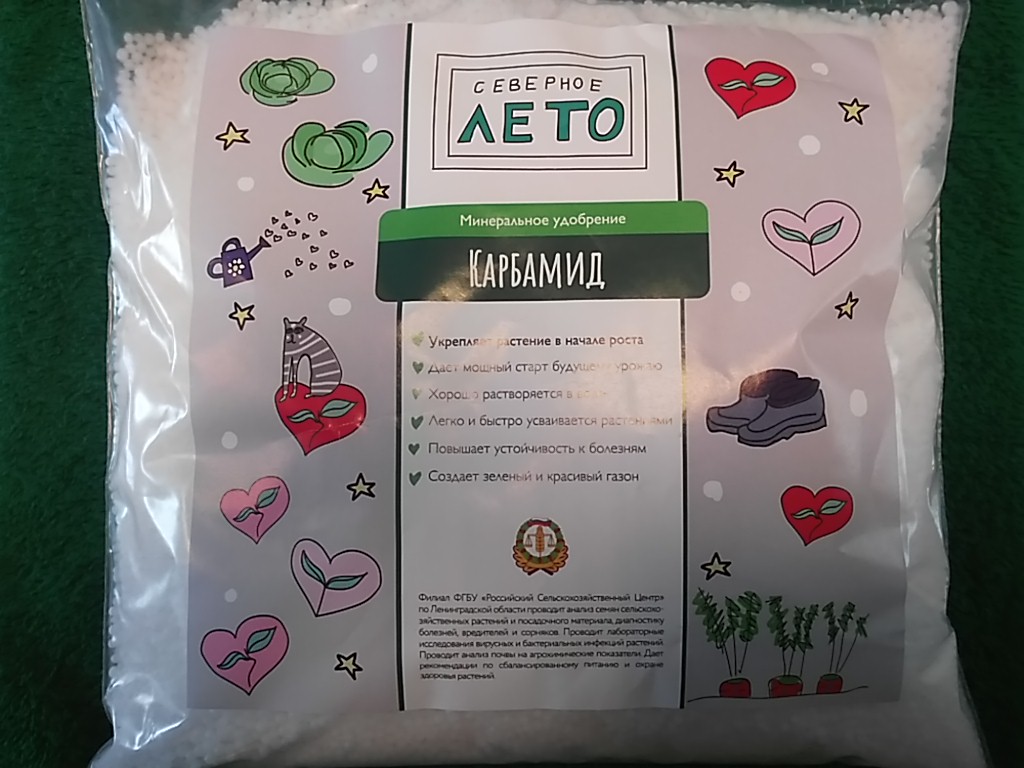 СЕВЕРНОЕ
ЛЕТО
Минеральное удобрение
КАРБАМИД
Укрепляет растение в начале роста
Дает мощный старт будущему урожаю
Хорошо растворяется в воде
Легко и быстро усваивается растениями
Повышает устойчивость к болезням
Создает зеленый и красивый газон
Филиал ФГБУ «Российский Сельскохозяйственный Центр»
по Ленинградской области проводит анализ семян сельскохо-
зяйственных растений и посадочного материала, диагностику
болезней, вредителей и сорняков. Проводит лабораторные
исследования вирусных и бактериальных инфекций растений.
Проводит анализ почвы на агрохимические показатели. Дает
рекомендации по сбалансированному питанию и охране
здоровья растений.